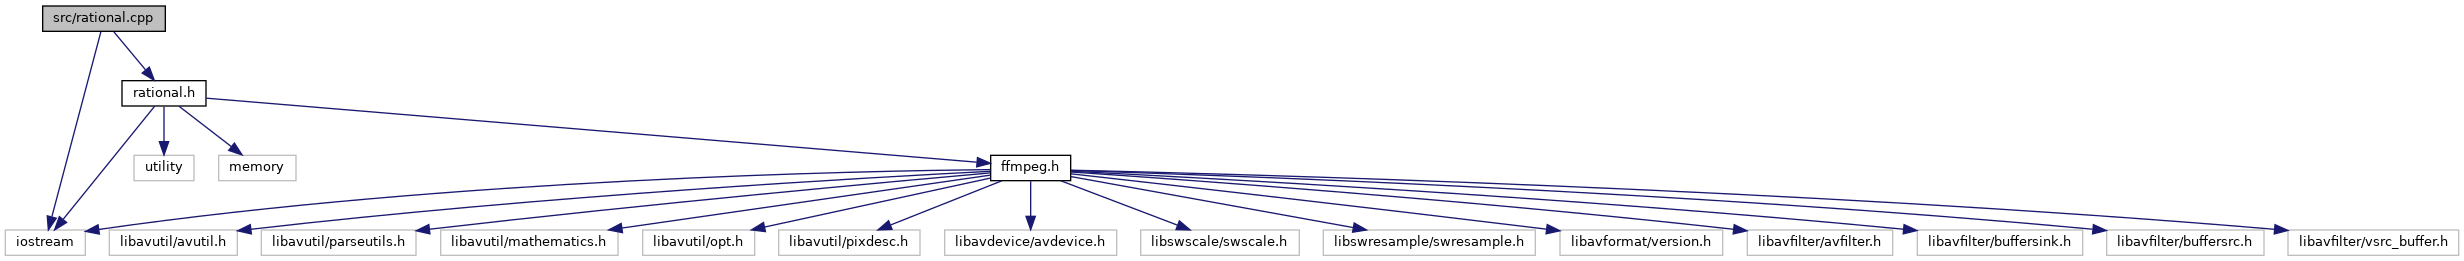 src/rational.cpp
rational.h
utility
memory
ffmpeg.h
iostream
libavutil/avutil.h
libavutil/parseutils.h
libavutil/mathematics.h
libavutil/opt.h
libavutil/pixdesc.h
libavdevice/avdevice.h
libswscale/swscale.h
libswresample/swresample.h
libavformat/version.h
libavfilter/avfilter.h
libavfilter/buffersink.h
libavfilter/buffersrc.h
libavfilter/vsrc_buffer.h